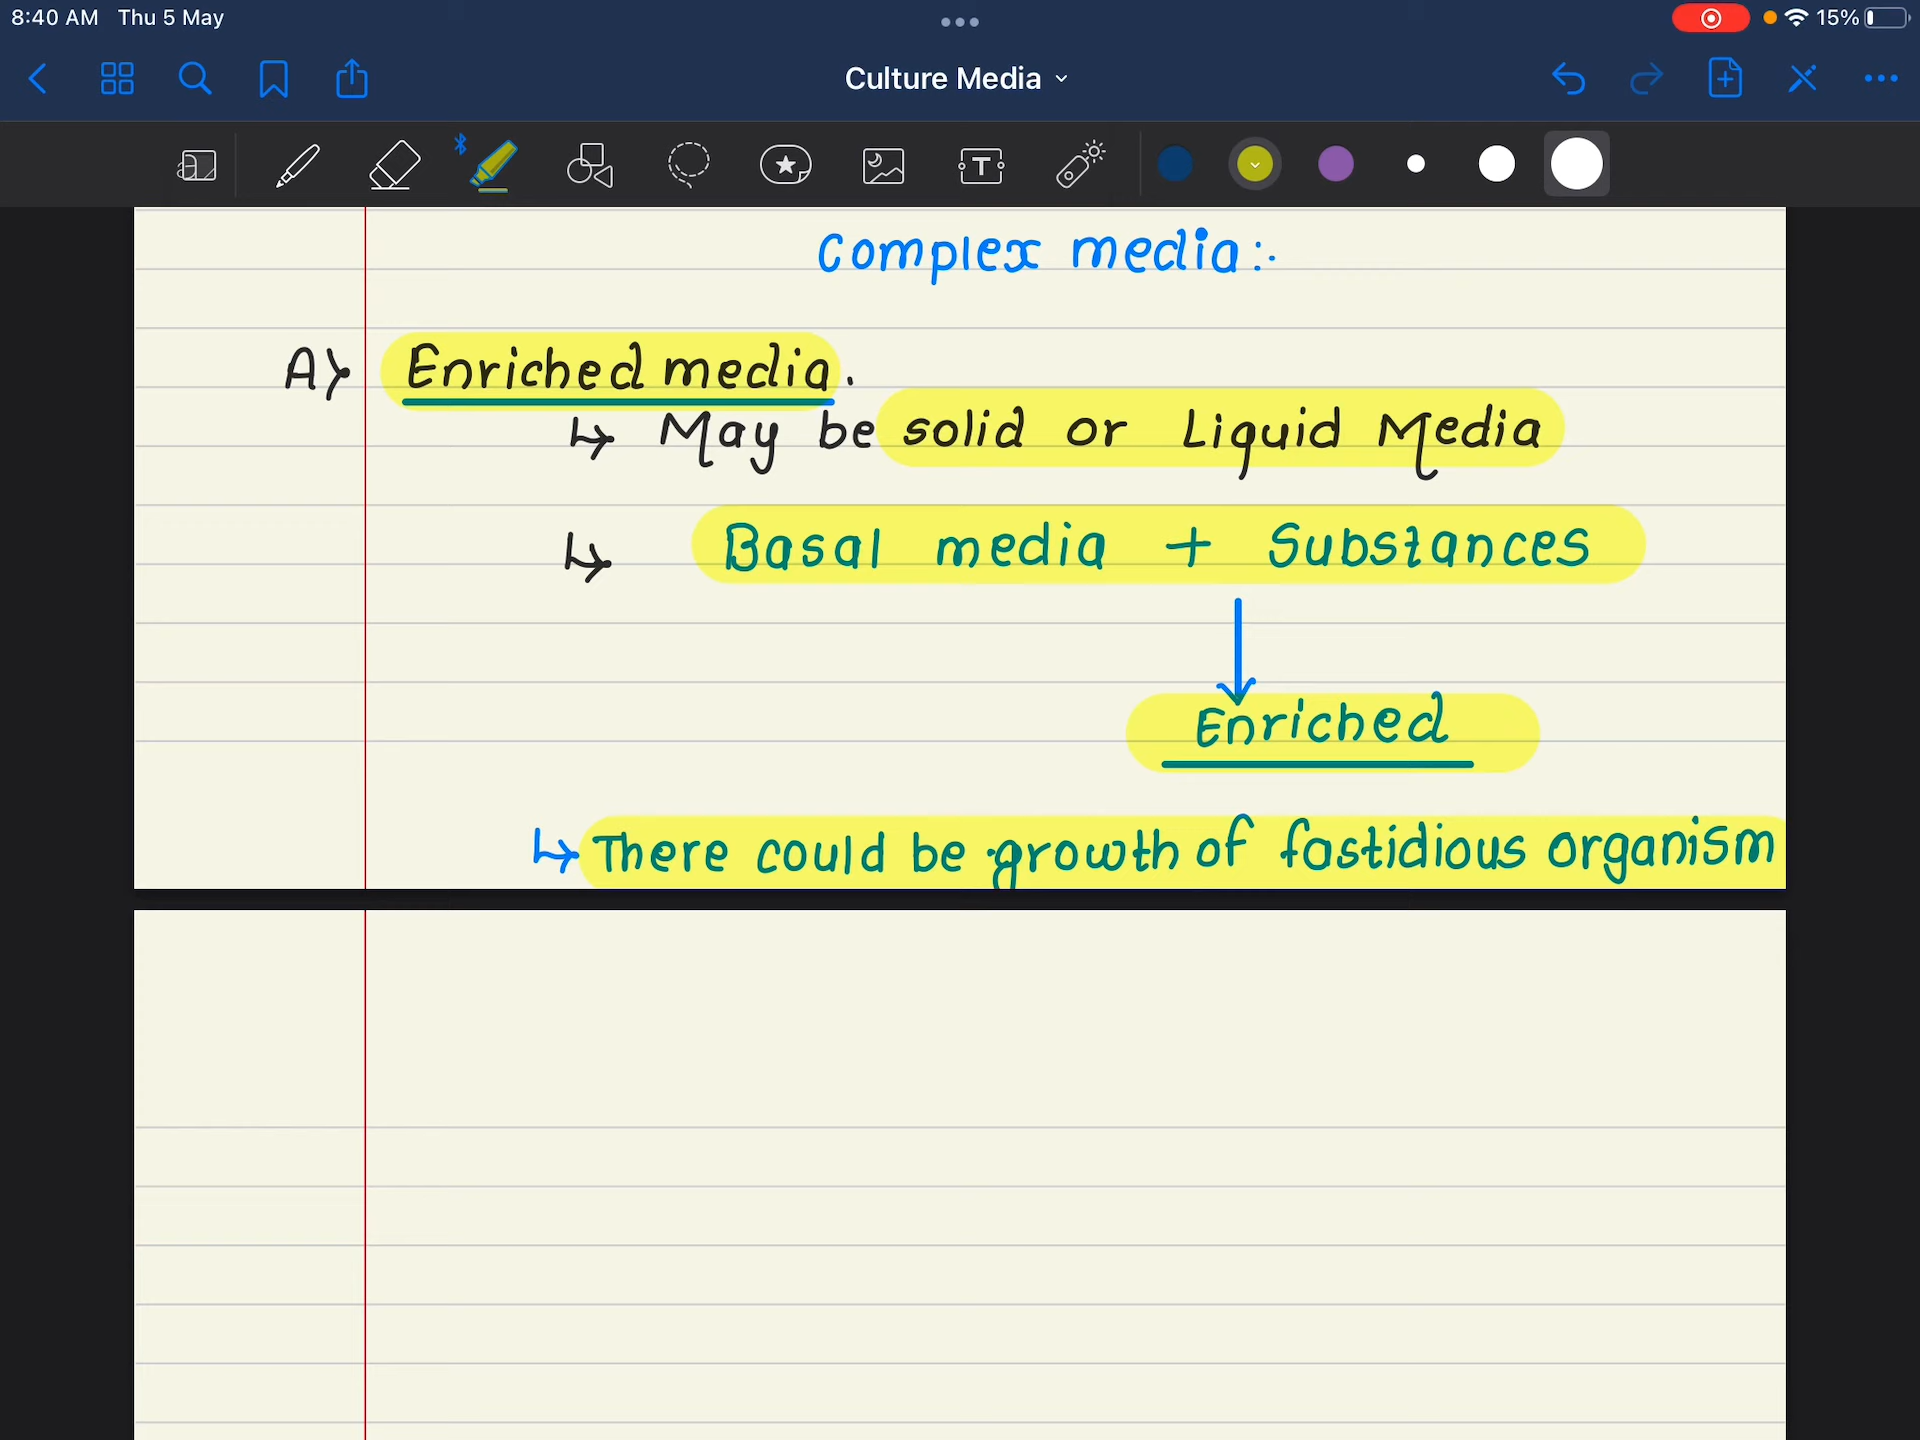 8:40 AM Thu 5 May 15%
Culture Media
Complex media:-
A) Enriched media.
↳ May be solid or Liquid Media
↳ Basal media + Substances
↓
Enriched
↳ There could be growth of fastidious organism